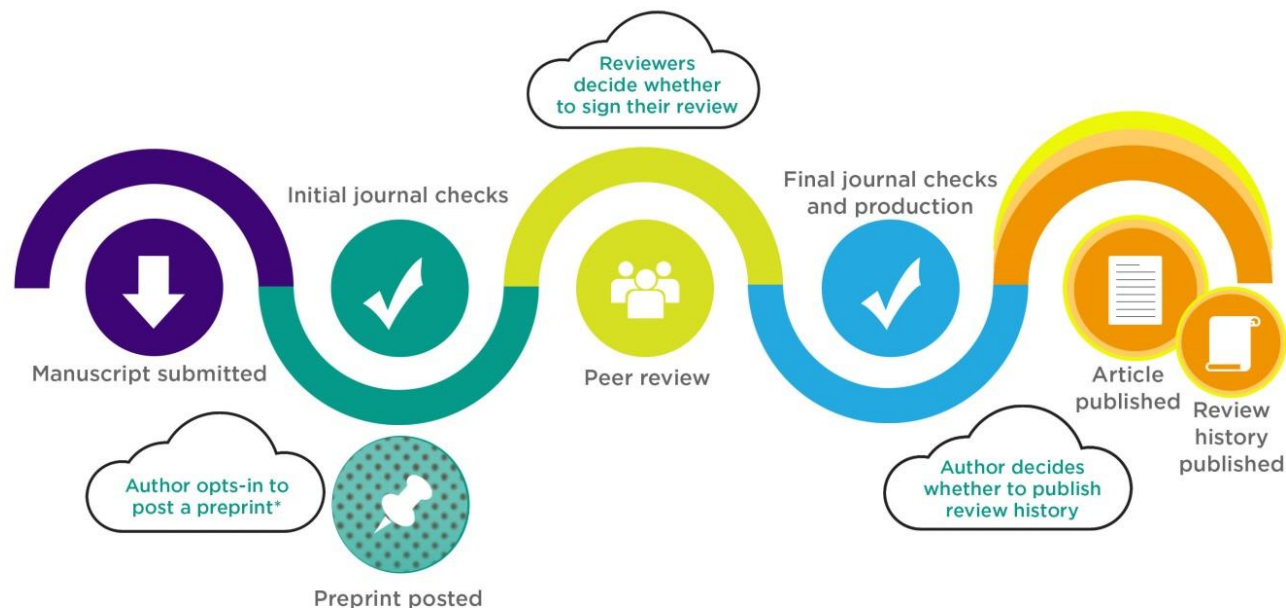 Reviewers
decide whether
to sign their review
Initial journal checks
Final journal checks
and production
Manuscript submitted
Peer review
Article
published
Review
history
published
Author opts-in to
post a preprint*
Author decides
whether to publish
review history
Preprint posted